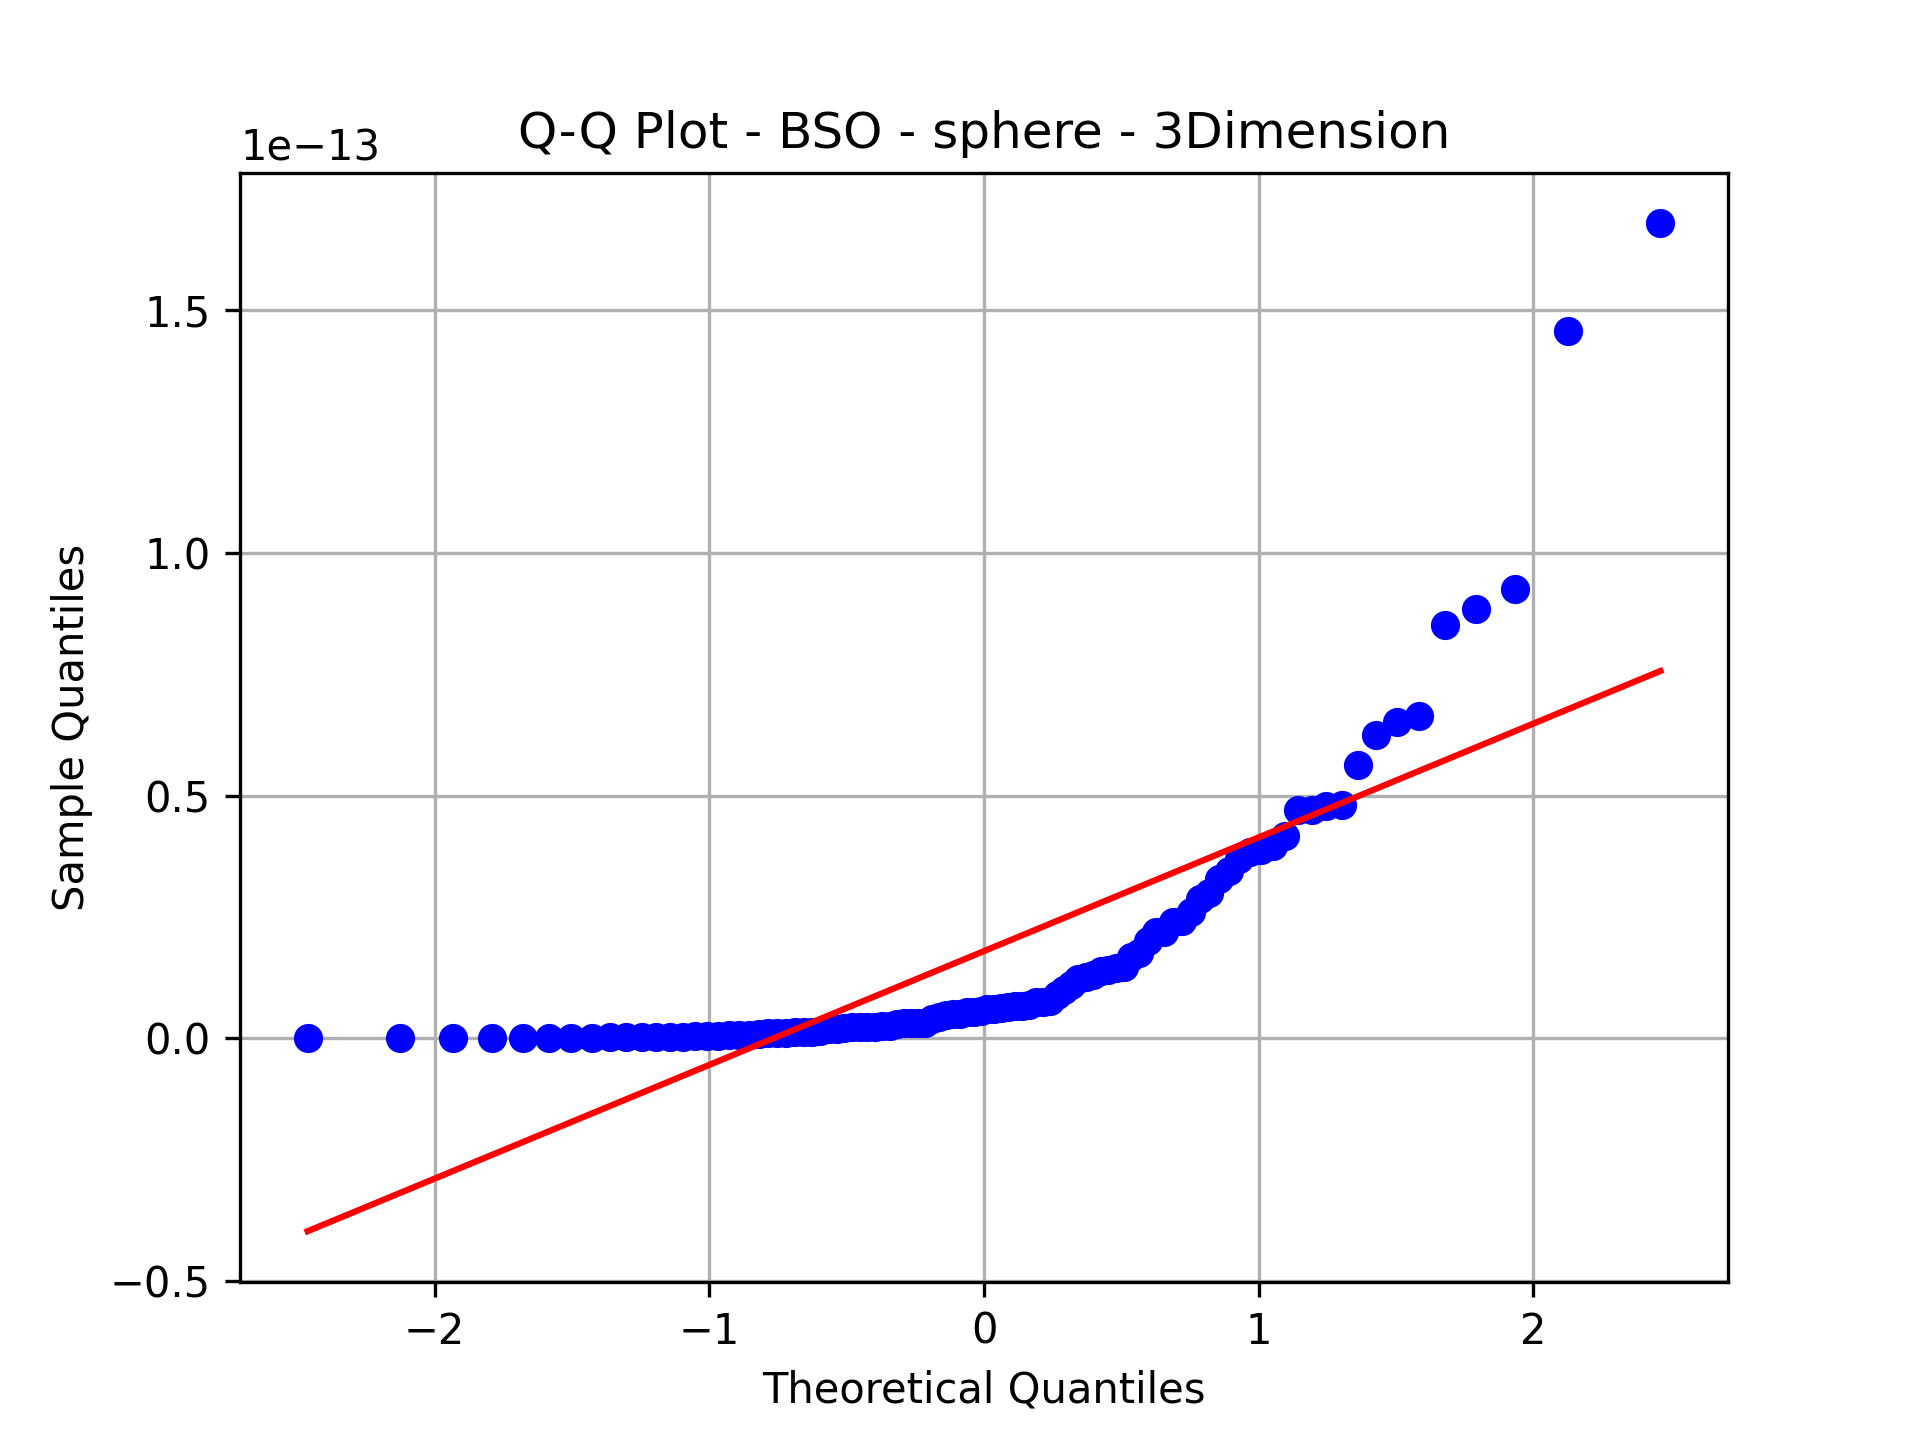 Q-Q Plot - BSO - sphere - 3Dimension
1e−13
1.5
1.0
0.5
0.0
−0.5
Sample Quantiles
−2
−1
0
1
2
Theoretical Quantiles